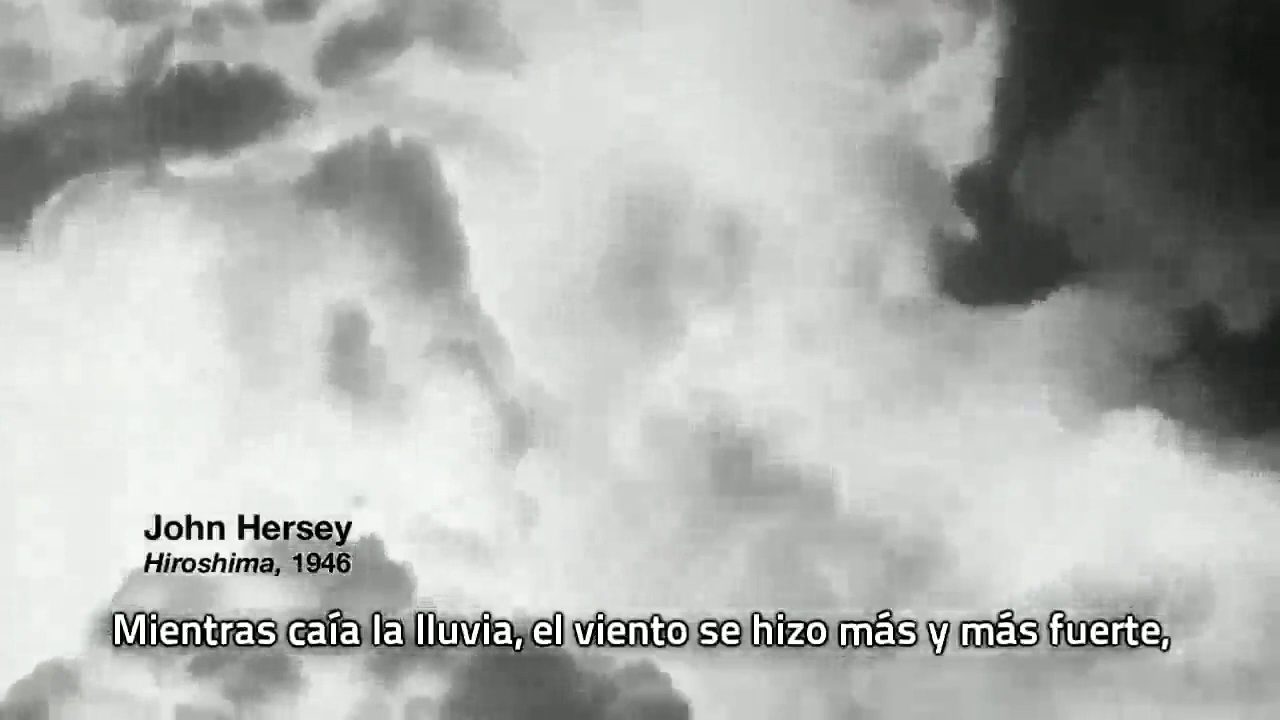 John Hersey
Hiroshima, 1946
Mientras caía la lluvia, el viento se hizo más y más fuerte,